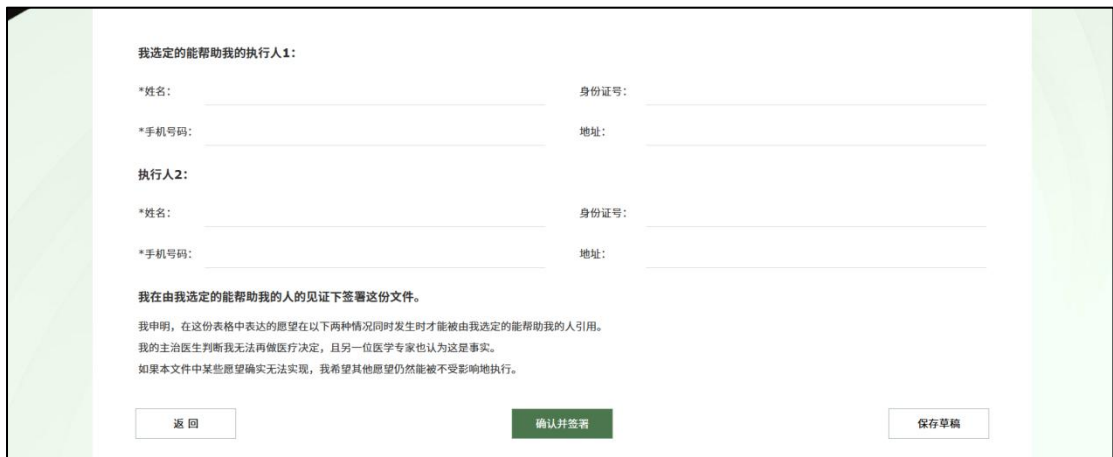 我选定的能帮助我的执行人1：
*姓名： 身份证号：
*手机号码： 地址：
执行人2：
*姓名： 身份证号：
*手机号码： 地址：
我在由我选定的能帮助我的人的见证下签署这份文件。
我申明，在这份表格中表达的愿望在以下两种情况同时发生时才能被由我选定的能帮助我的人引用。
我的主治医生判断我无法再做医疗决定，且另一位医学专家也认为这是事实。
如果本文件中某些愿望确实无法实现，我希望其他愿望仍然能被不受影响地执行。
返 回 确认并签署 保存草稿